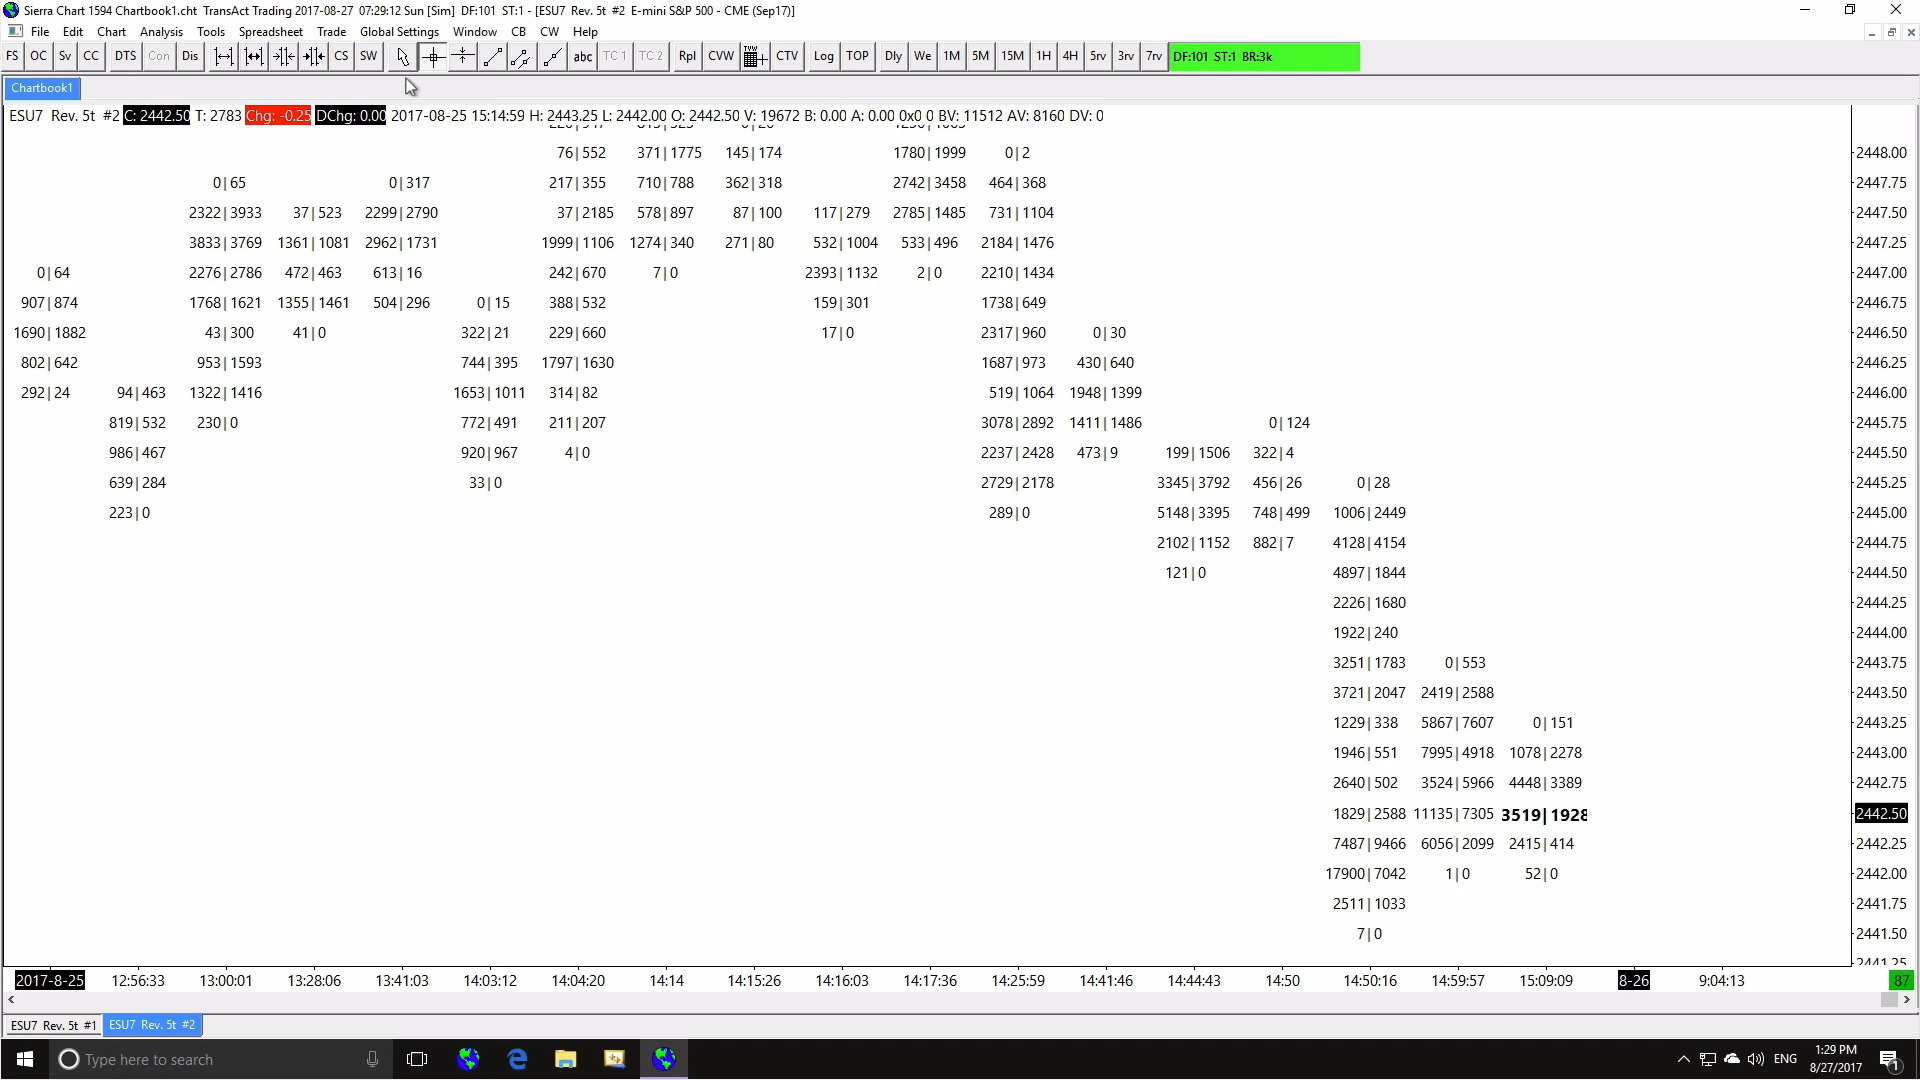 Sierra Chart 1594 Chartbook1.cht  TransAct Trading 2017-08-27  07:29:12 Sun [Sim]  DF:101  ST:1 - [ESU7  Rev. 5t  #2  E-mini S&P 500 - CME (Sep17)]
File Edit Chart Analysis Tools Spreadsheet Trade Global Settings Window CB CW Help
FS OC Sv CC DTS Con Dis CS SW abc TC 1 TC 2 Rpl CVW CTV Log TOP Dly We 1M 5M 15M 1H 4H 5rv 3rv 7rv DF:101 ST:1 BR:3k
Chartbook1
ESU7 Rev. 5t #2 C: 2442.50 T: 2783 Chg: -0.25 DChg: 0.00 2017-08-25 15:14:59 H: 2443.25 L: 2442.00 O: 2442.50 V: 19672 B: 0.00 A: 0.00 0x0 0 BV: 11512 AV: 8160 DV: 0
76|552 371|1775 145|174 1780|1999 0|2 2448.00
0|65 0|317 217|355 710|788 362|318 2742|3458 464|368 2447.75
2322|3933 37|523 2299|2790 37|2185 578|897 87|100 117|279 2785|1485 731|1104 2447.50
3833|3769 1361|1081 2962|1731 1999|1106 1274|340 271|80 532|1004 533|496 2184|1476 2447.25
0|64 2276|2786 472|463 613|16 242|670 7|0 2393|1132 2|0 2210|1434 2447.00
907|874 1768|1621 1355|1461 504|296 0|15 388|532 159|301 1738|649 2446.75
1690|1882 43|300 41|0 322|21 229|660 17|0 2317|960 0|30 2446.50
802|642 953|1593 744|395 1797|1630 1687|973 430|640 2446.25
292|24 94|463 1322|1416 1653|1011 314|82 519|1064 1948|1399 2446.00
819|532 230|0 772|491 211|207 3078|2892 1411|1486 0|124 2445.75
986|467 920|967 4|0 2237|2428 473|9 199|1506 322|4 2445.50
639|284 33|0 2729|2178 3345|3792 456|26 0|28 2445.25
223|0 289|0 5148|3395 748|499 1006|2449 2445.00
2102|1152 882|7 4128|4154 2444.75
121|0 4897|1844 2444.50
2226|1680 2444.25
1922|240 2444.00
3251|1783 0|553 2443.75
3721|2047 2419|2588 2443.50
1229|338 5867|7607 0|151 2443.25
1946|551 7995|4918 1078|2278 2443.00
2640|502 3524|5966 4448|3389 2442.75
1829|2588 11135|7305 3519|1928 2442.50
7487|9466 6056|2099 2415|414 2442.25
17900|7042 1|0 52|0 2442.00
2511|1033 2441.75
7|0 2441.50
2017-8-25 12:56:33 13:00:01 13:28:06 13:41:03 14:03:12 14:04:20 14:14 14:15:26 14:16:03 14:17:36 14:25:59 14:41:46 14:44:43 14:50 14:50:16 14:59:57 15:09:09 8-26 9:04:13 87
ESU7 Rev. 5t #1 ESU7 Rev. 5t #2
Type here to search
ENG 1:29 PM
8/27/2017 1